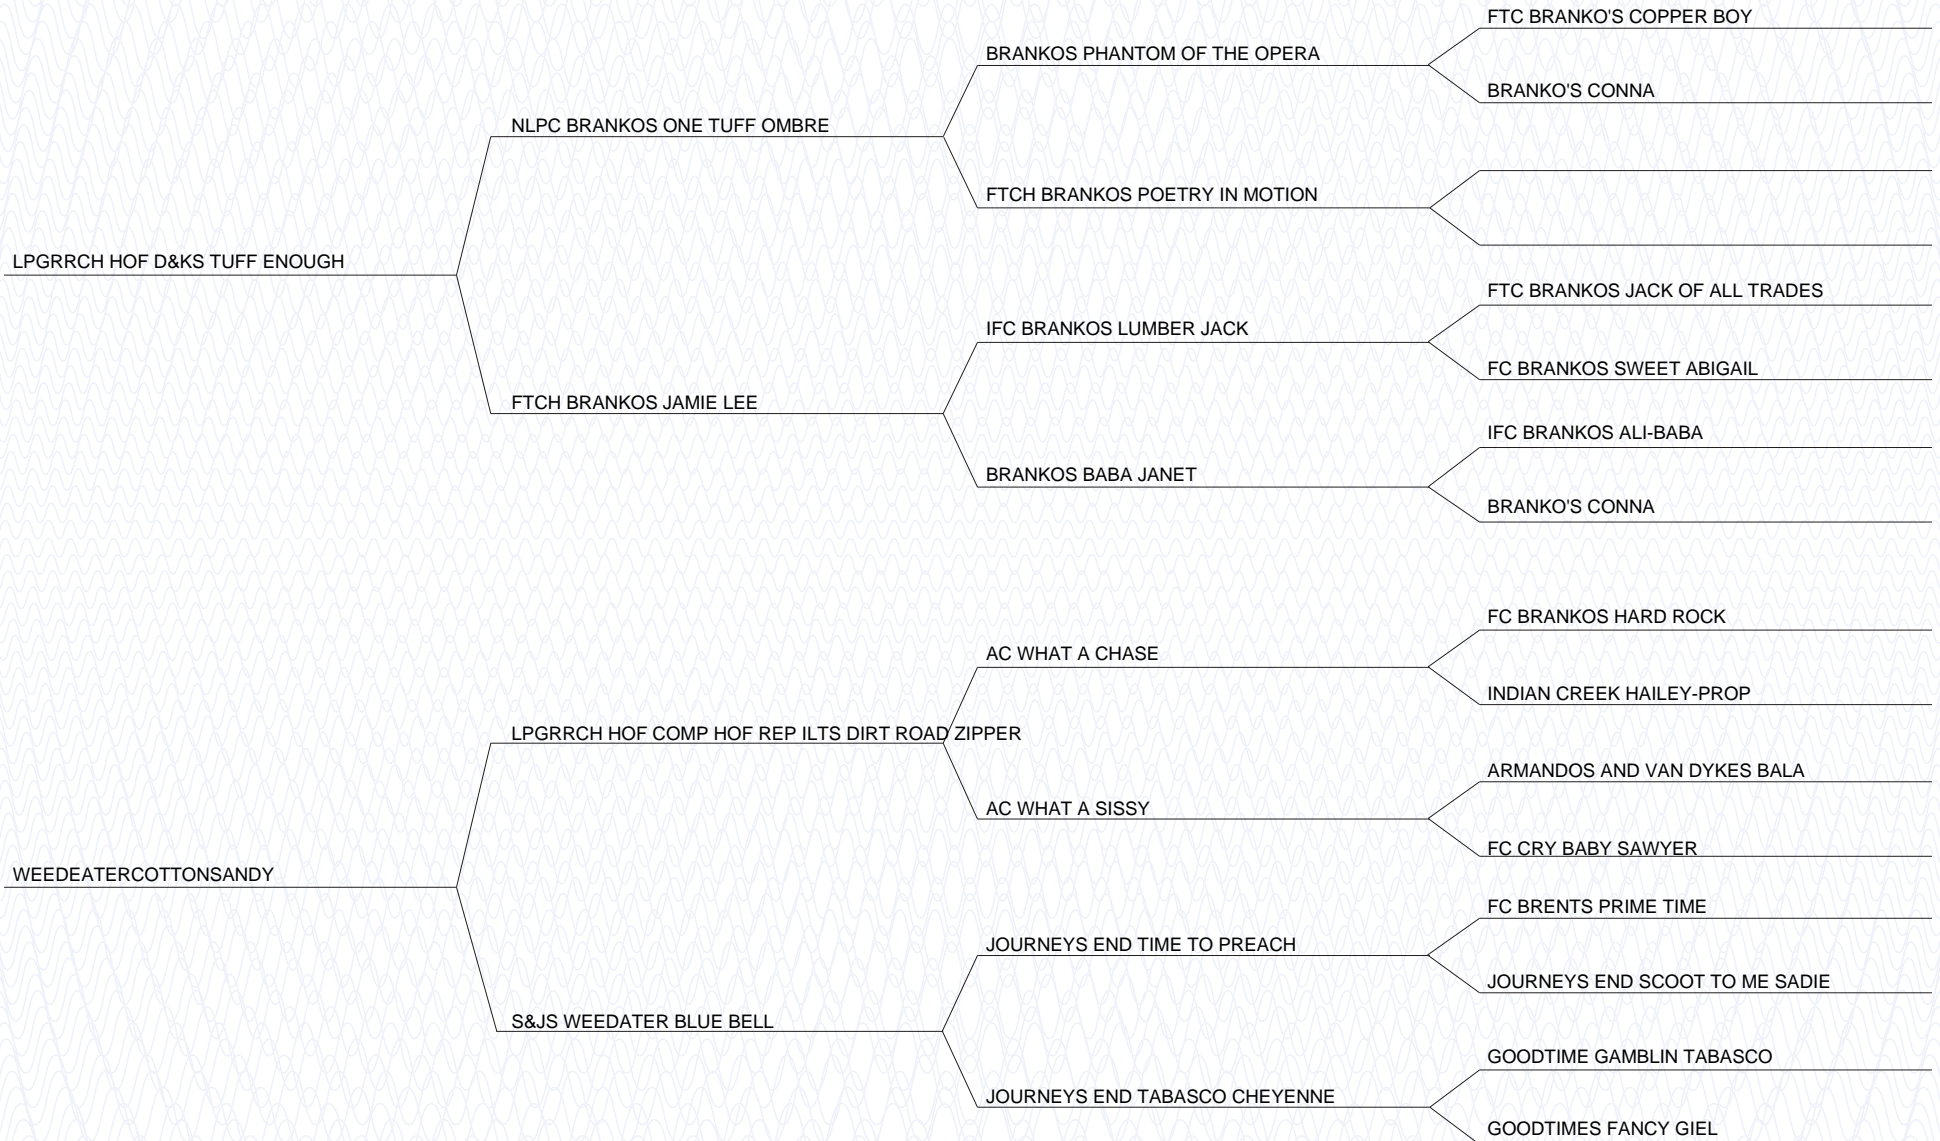 FTC BRANKO'S COPPER BOY
BRANKOS PHANTOM OF THE OPERA
BRANKO'S CONNA
NLPC BRANKOS ONE TUFF OMBRE
FTCH BRANKOS POETRY IN MOTION
LPGRRCH HOF D&KS TUFF ENOUGH
FTC BRANKOS JACK OF ALL TRADES
IFC BRANKOS LUMBER JACK
FC BRANKOS SWEET ABIGAIL
FTCH BRANKOS JAMIE LEE
IFC BRANKOS ALI-BABA
BRANKOS BABA JANET
BRANKO'S CONNA
FC BRANKOS HARD ROCK
AC WHAT A CHASE
INDIAN CREEK HAILEY-PROP
LPGRRCH HOF COMP HOF REP ILTS DIRT ROAD ZIPPER
ARMANDOS AND VAN DYKES BALA
AC WHAT A SISSY
FC CRY BABY SAWYER
WEEDEATERCOTTONSANDY
FC BRENTS PRIME TIME
JOURNEYS END TIME TO PREACH
JOURNEYS END SCOOT TO ME SADIE
S&JS WEEDATER BLUE BELL
GOODTIME GAMBLIN TABASCO
JOURNEYS END TABASCO CHEYENNE
GOODTIMES FANCY GIEL